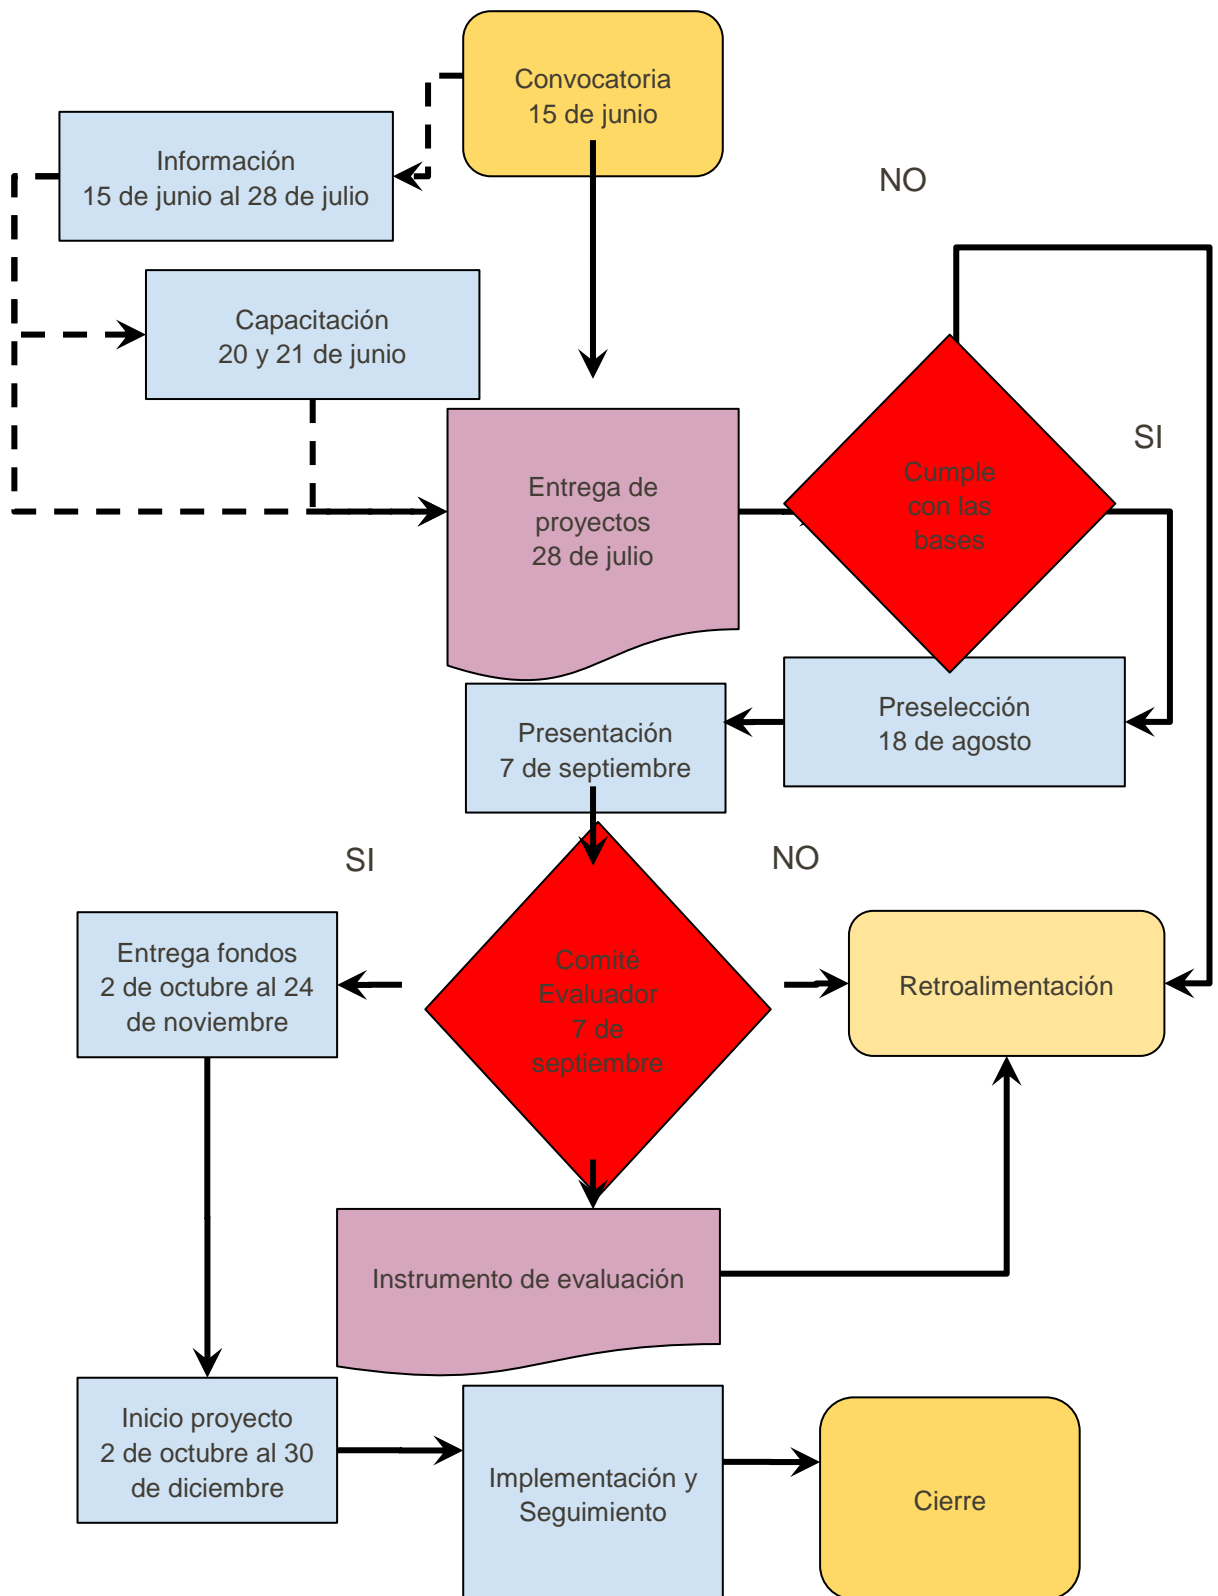 Convocatoria
15 de junio
Información
15 de junio al 28 de julio
NO
Capacitación
20 y 21 de junio
SI
Entrega de
proyectos
28 de julio
Cumple
con las
bases
Preselección
18 de agosto
Presentación
7 de septiembre
SI
NO
Entrega fondos
2 de octubre al 24
de noviembre
Comité
Evaluador
7 de
septiembre
Retroalimentación
Instrumento de evaluación
Inicio proyecto
2 de octubre al 30
de diciembre
Implementación y
Seguimiento
Cierre